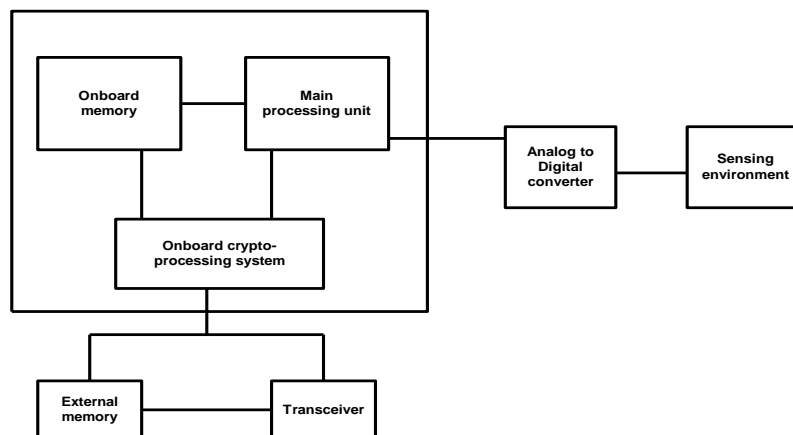 Onboard
memory
Main
processing unit
Analog to
Digital
converter
Sensing
environment
Onboard crypto-
processing system
External
memory
Transceiver